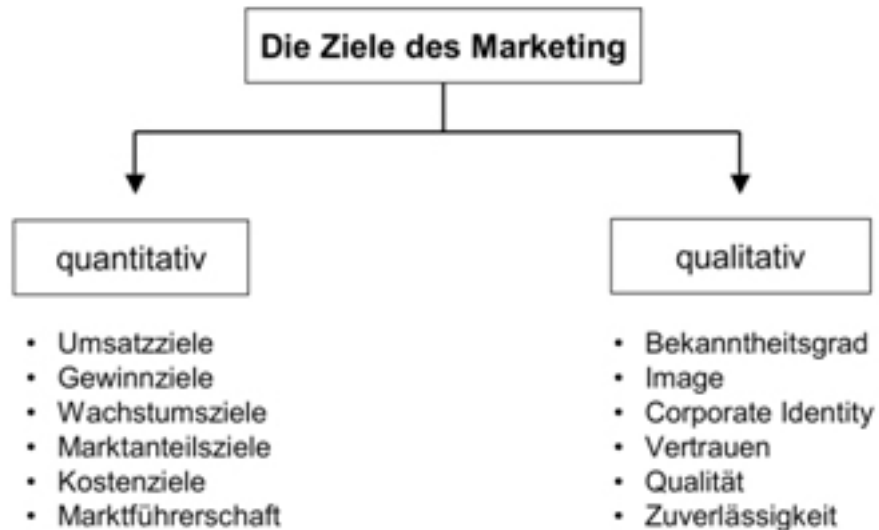 Die Ziele des Marketing
quantitativ
• Umsatzziele
• Gewinnziele
• Wachstumsziele
• Marktanteilsziele
• Kostenziele
• Marktführerschaft
qualitativ
• Bekanntheitsgrad
• Image
• Corporate Identity
• Vertrauen
• Qualität
• Zuverlässigkeit